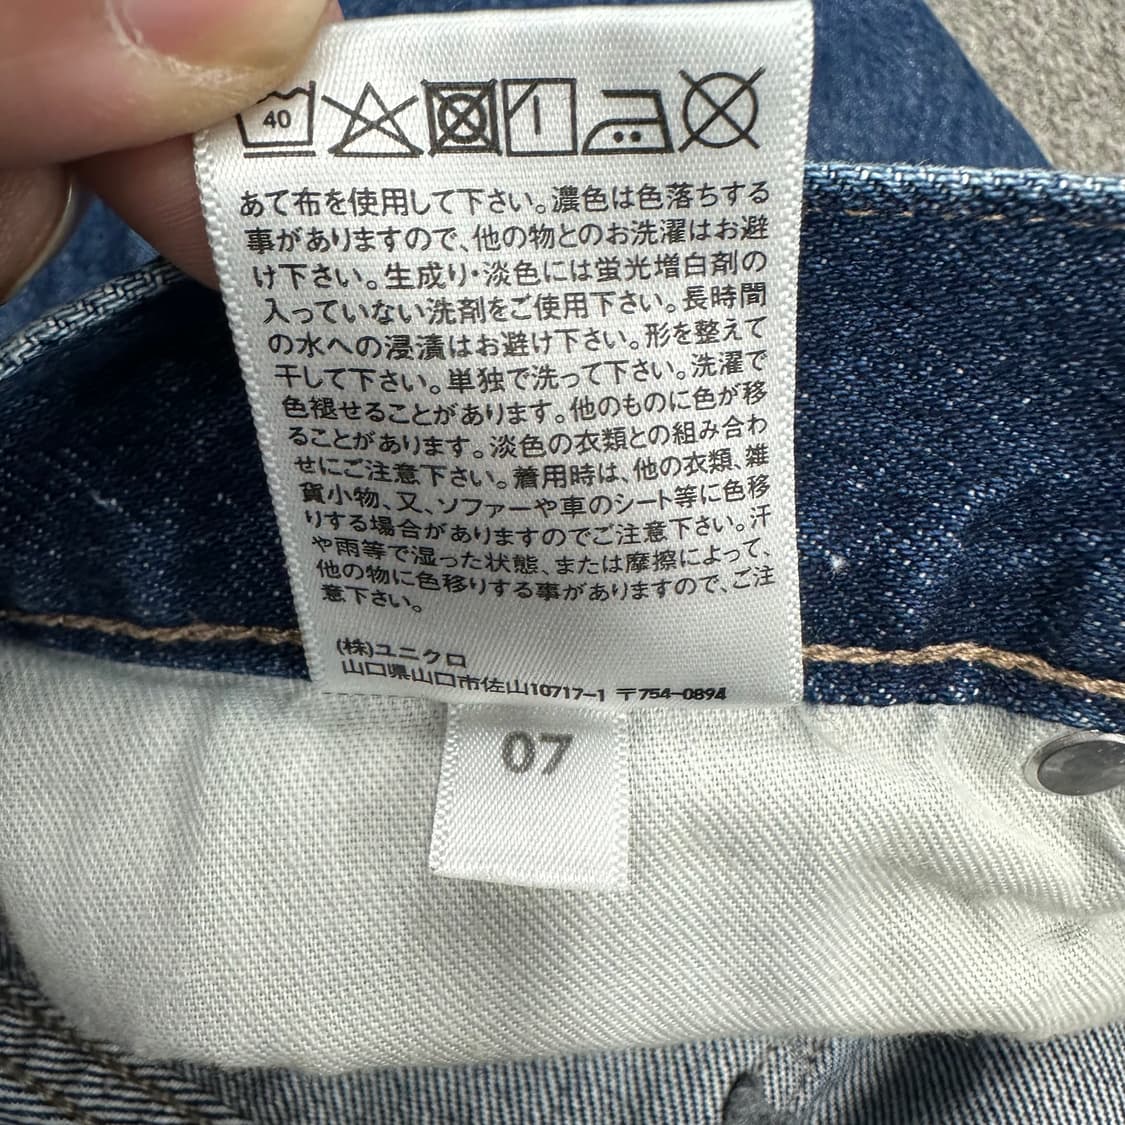 40
あて布を使用して下さい。濃色は色落ちする
事がありますので、他の物とのお洗濯はお避
け下さい。生成り・淡色には蛍光増白剤の
入っていない洗剤をご使用下さい。長時間
の水への浸漬はお避け下さい。形を整えて
干して下さい。単独で洗って下さい。洗濯で
色褪せることがあります。他のものに色が移
ることがあります。淡色の衣類との組み合わ
せにご注意下さい。着用時は、他の衣類、雑
貨小物、又、ソファーや車のシート等に色移
りする場合がありますのでご注意下さい。汗
や雨等で湿った状態、または摩擦によって、
他の物に色移りする事がありますので、ご注
意下さい。
(株)ユニクロ
山口県山口市佐山10717-1 〒754-0894
07